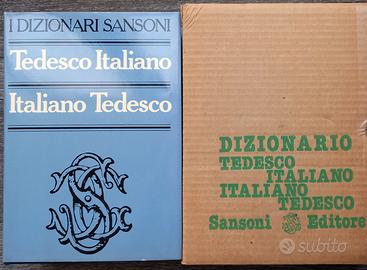 I DIZIONARI SANSONI
Tedesco Italiano
Italiano Tedesco
DIZIONARIO
TEDESCO
ITALIANO
ITALIANO
TEDESCO
Sansoni Editore
subito